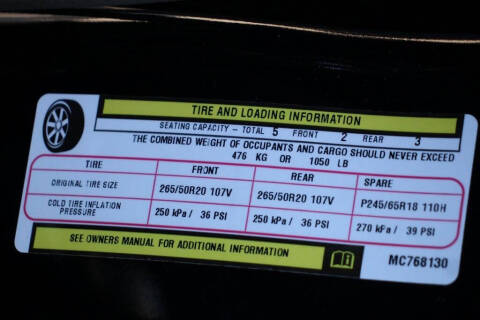 TIRE AND LOADING INFORMATION
SEATING CAPACITY - TOTAL 5 FRONT 2 REAR 3
THE COMBINED WEIGHT OF OCCUPANTS AND CARGO SHOULD NEVER EXCEED
476 KG OR 1050 LB
TIRE FRONT REAR SPARE
ORIGINAL TIRE SIZE 265/50R20 107V 265/50R20 107V P245/65R18 110H
COLD TIRE INFLATION PRESSURE 250 kPa / 36 PSI 250 kPa / 36 PSI 270 kPa / 39 PSI
SEE OWNERS MANUAL FOR ADDITIONAL INFORMATION
MC768130